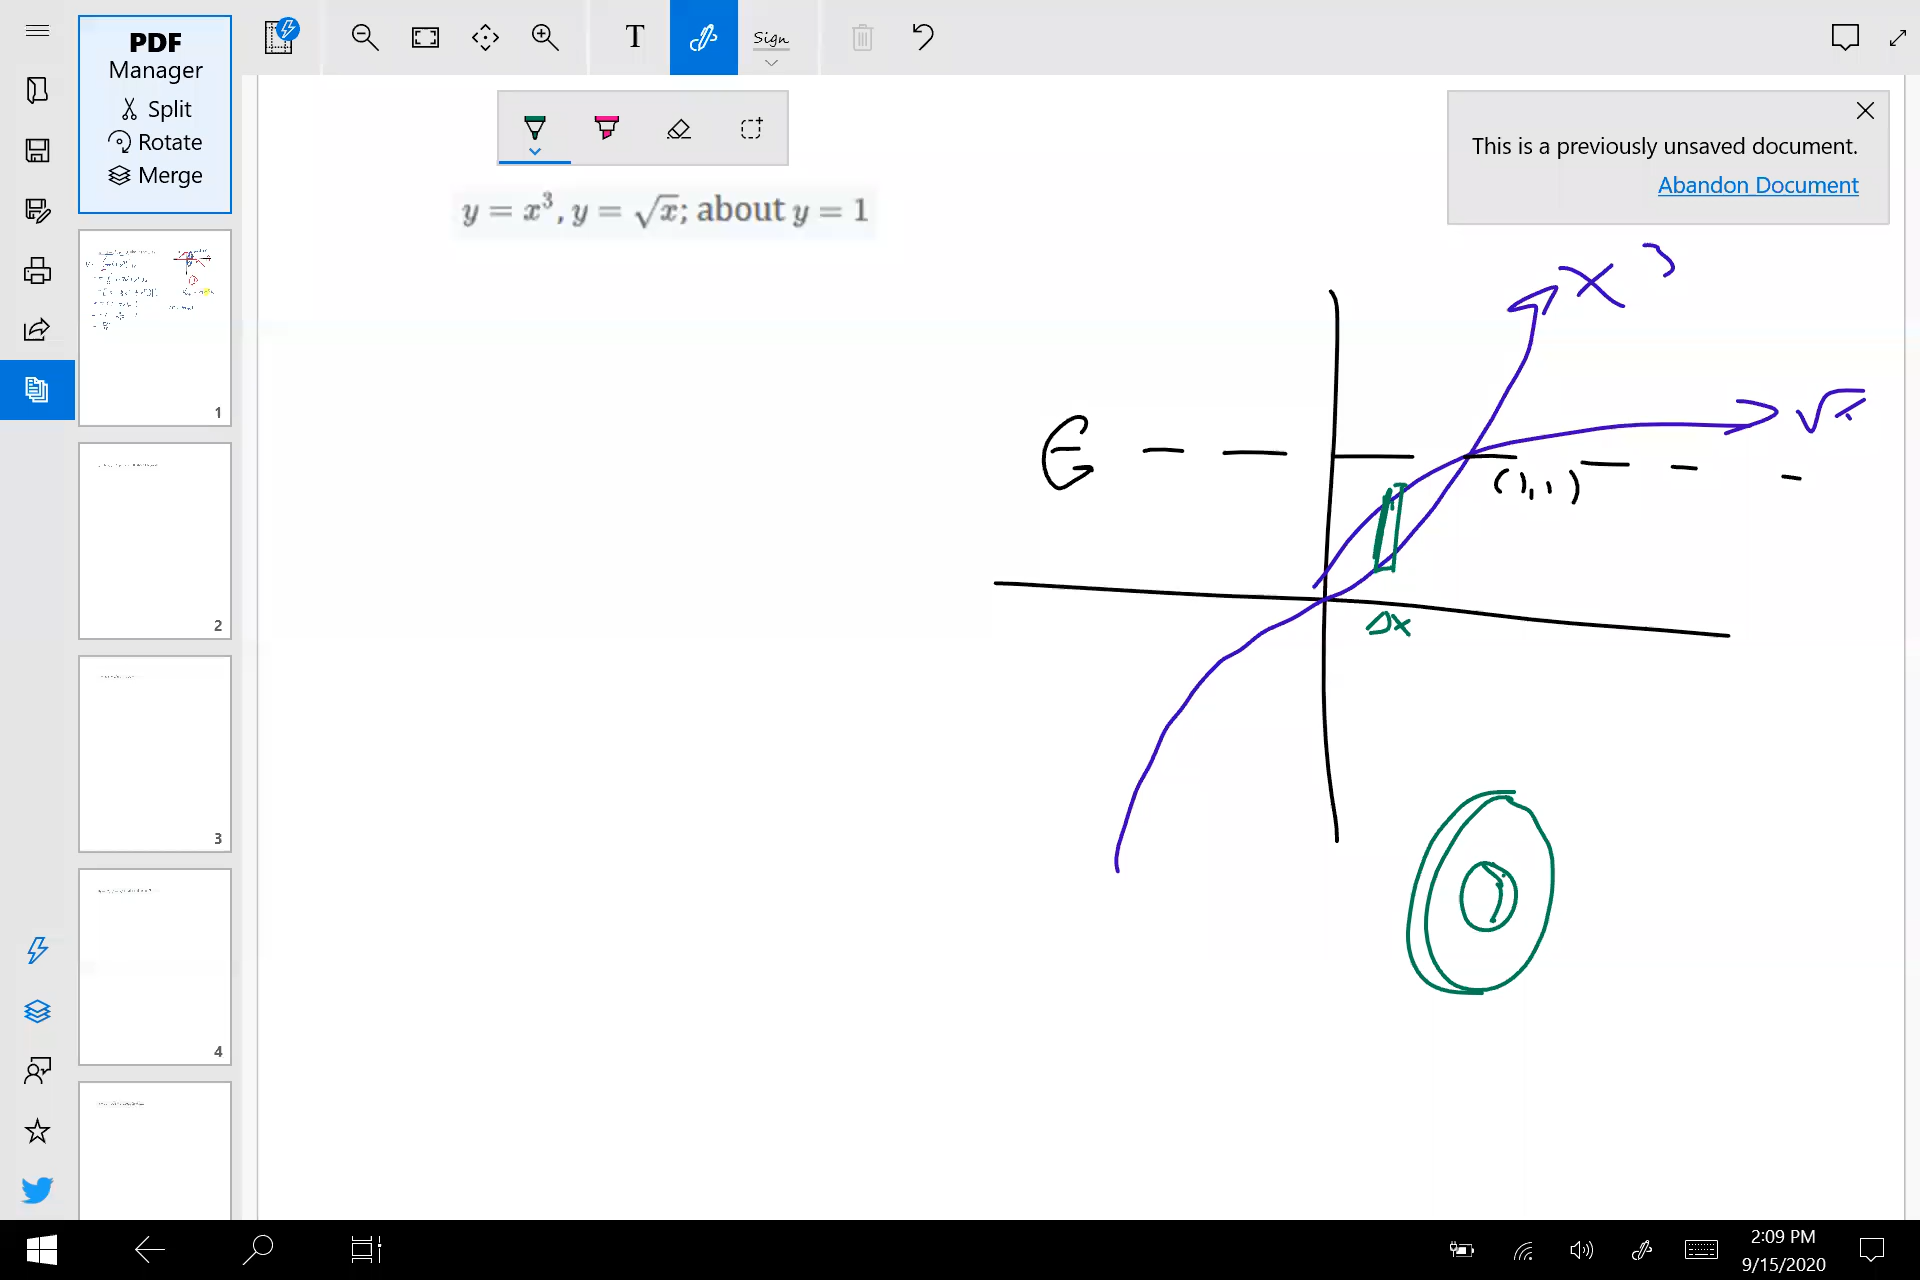 PDF
Manager
Split
Rotate
Merge
T
Sign
This is a previously unsaved document.
Abandon Document
y = x³, y = √x; about y = 1
x³
√x
(1,1)
Δx
1
2
3
4
2:09 PM
9/15/2020